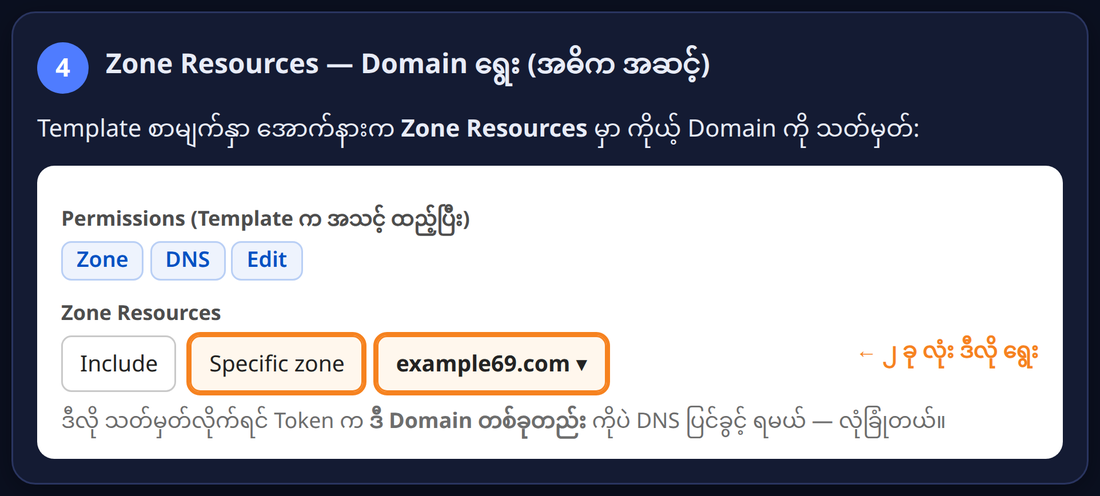 4
Zone Resources — Domain ရွေး (အဓိက အဆင့်)
Template စာမျက်နှာ အောက်နားက Zone Resources မှာ ကိုယ့် Domain ကို သတ်မှတ်:
Permissions (Template က အသင့် ထည့်ပြီး)
Zone DNS Edit
Zone Resources
Include Specific zone example69.com ▾ ← ၂ ခု လုံး ဒီလို ရွေး
ဒီလို သတ်မှတ်လိုက်ရင် Token က ဒီ Domain တစ်ခုတည်း ကိုပဲ DNS ပြင်ခွင့် ရမယ် — လုံခြုံတယ်။